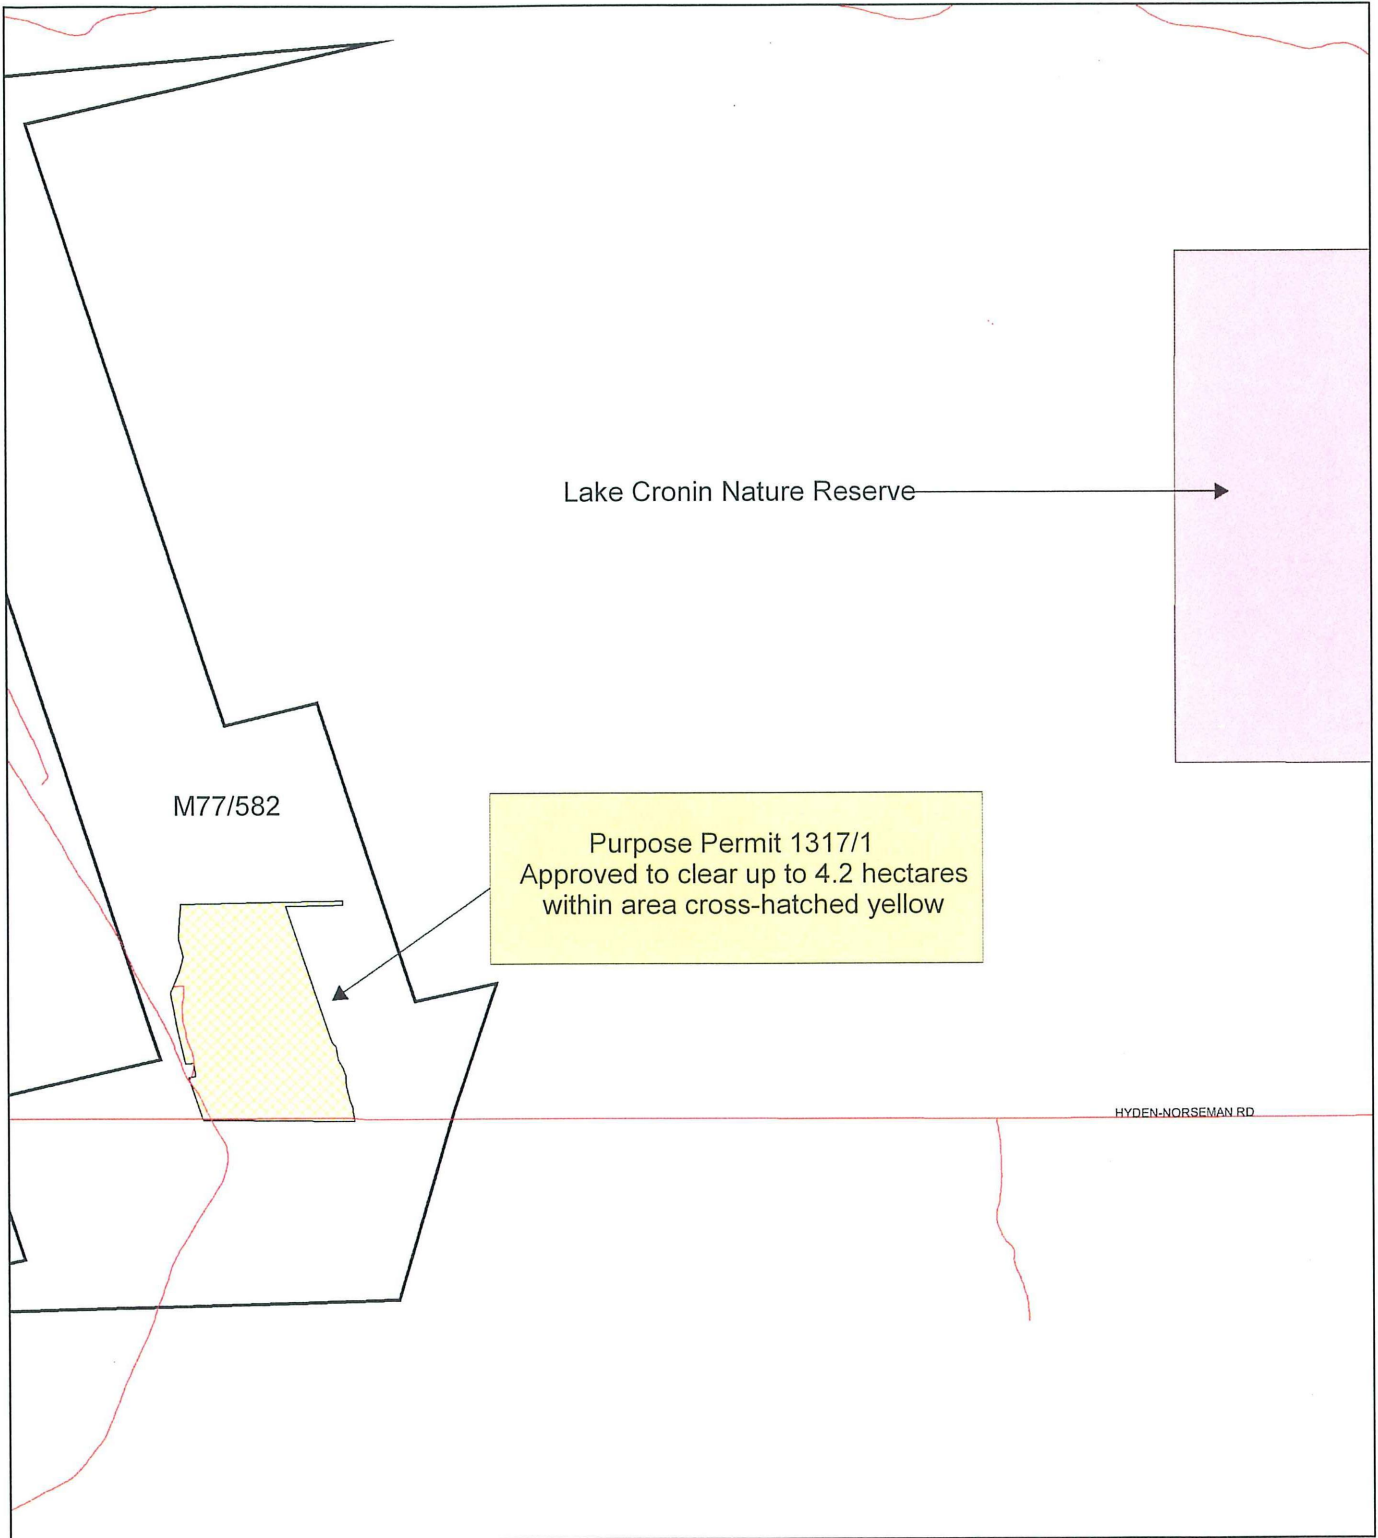 Lake Cronin Nature Reserve
M77/582
Purpose Permit 1317/1
Approved to clear up to 4.2 hectares
within area cross-hatched yellow
HYDEN-NORSEMAN RD